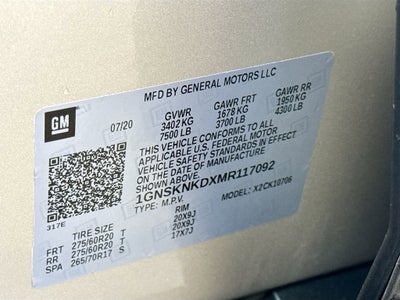 MFD BY GENERAL MOTORS LLC
GM
07/20
GVWR GAWR FRT GAWR RR
3402 KG 1678 KG 1950 KG
7500 LB 3700 LB 4300 LB
THIS VEHICLE CONFORMS TO ALL
APPLICABLE U.S. FEDERAL MOTOR
VEHICLE SAFETY STANDARDS IN EFFECT
ON THE DATE OF MANUFACTURE
SHOWN ABOVE.
1GNSKNKDXMR117092
317E
TYPE: M.P.V. MODEL: X2CK10706
TIRE SIZE RIM
FRT 275/60R20 T 20X9J
RR 275/60R20 T 20X9J
SPA 265/70R17 S 17X7J